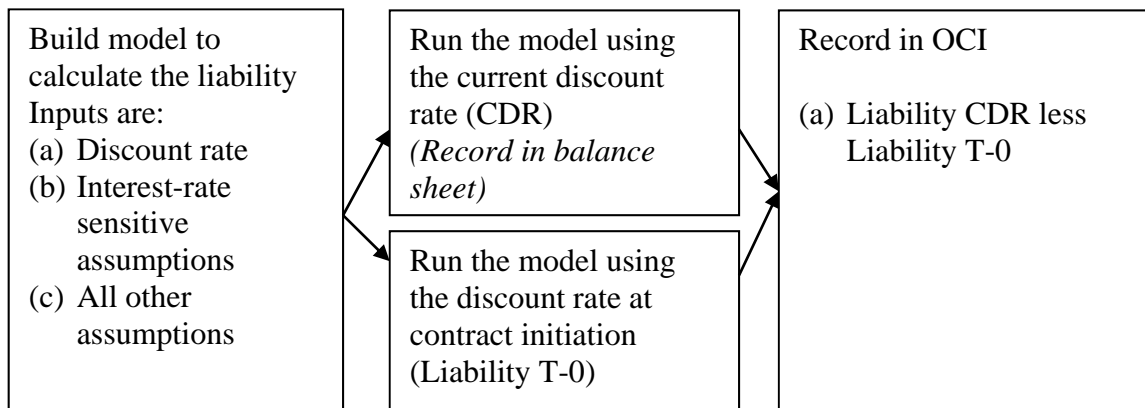 Build model to
calculate the liability
Inputs are:
(a) Discount rate
(b) Interest-rate
sensitive
assumptions
(c) All other
assumptions
Run the model using
the current discount
rate (CDR)
(Record in balance
sheet)
Run the model using
the discount rate at
contract initiation
(Liability T-0)
Record in OCI
(a) Liability CDR less
Liability T-0